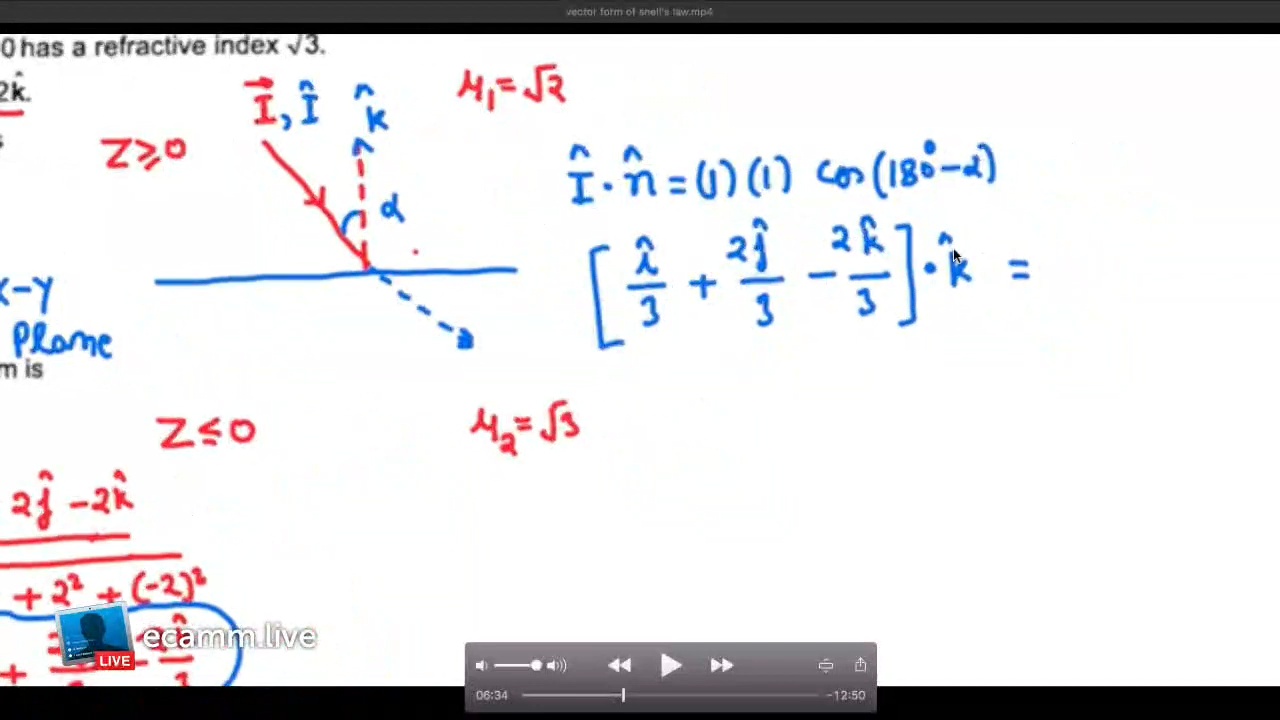 vector form of snell's law.mp4
0 has a refractive index √3.
2k̂.
I⃗, Î k̂
μ₁ = √2
Z ≥ 0
Î · n̂ = (1)(1) cos(180° − α)
α
[î/3 + 2ĵ/3 − 2k̂/3] · k̂ =
x-y
Plane
m is
Z ≤ 0
μ₂ = √3
2ĵ − 2k̂
+ 2² + (-2)²
ecamm.live
LIVE
06:34
-12:50